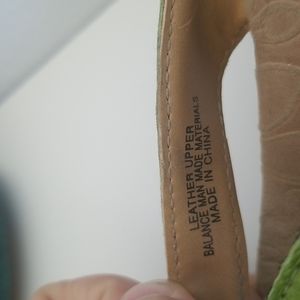 LEATHER UPPER
BALANCE MAN MADE MATERIALS
MADE IN CHINA